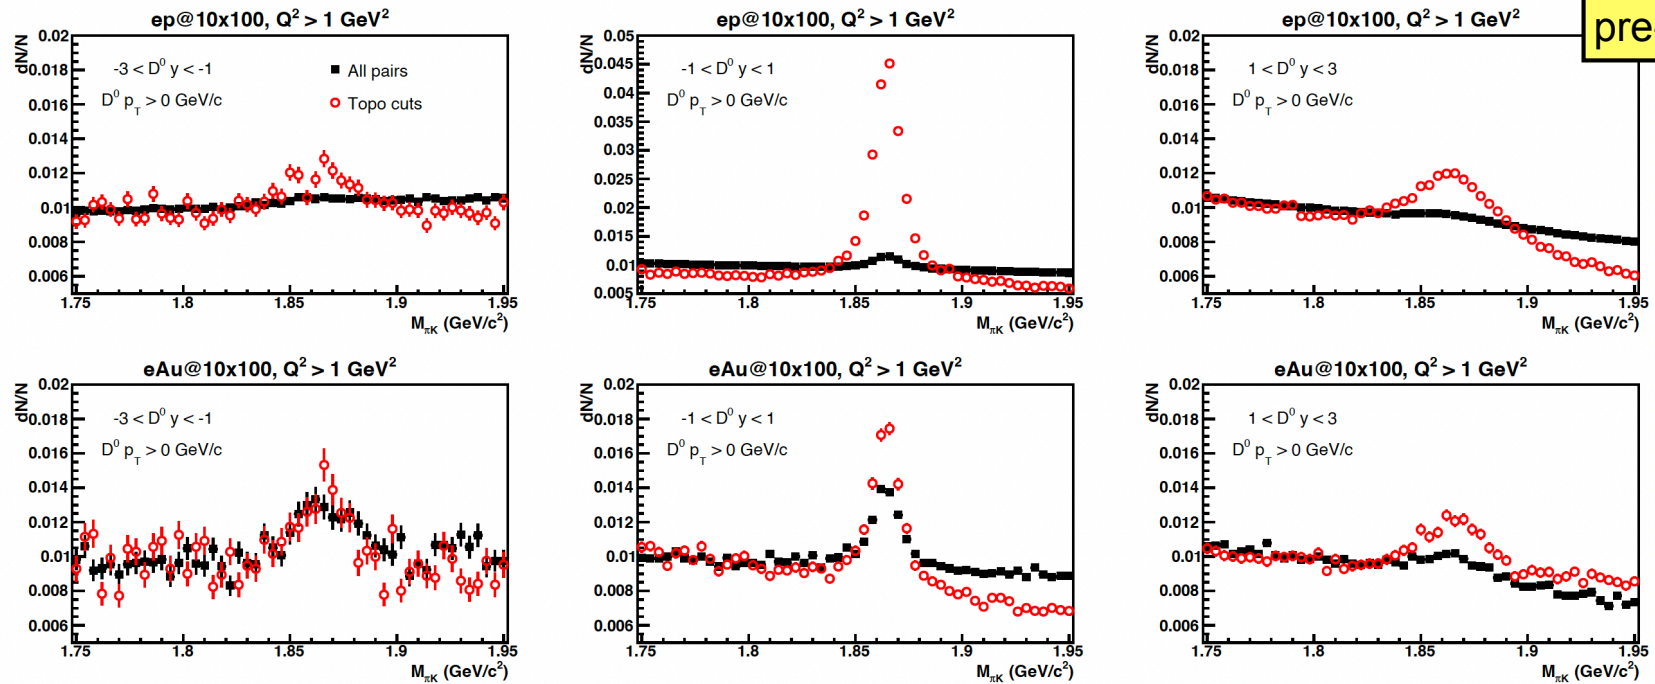 ep@10x100, Q² > 1 GeV²
dN/N
0.02
0.018
0.016
0.014
0.012
0.01
0.008
0.006
-3 < D⁰ y < -1
D⁰ p_T > 0 GeV/c
All pairs
Topo cuts
1.75 1.8 1.85 1.9 1.95
M_πK (GeV/c²)
ep@10x100, Q² > 1 GeV²
dN/N
0.05
0.045
0.04
0.035
0.03
0.025
0.02
0.015
0.01
0.005
-1 < D⁰ y < 1
D⁰ p_T > 0 GeV/c
1.75 1.8 1.85 1.9 1.95
M_πK (GeV/c²)
ep@10x100, Q² > 1 GeV²
pre
dN/N
0.02
0.018
0.016
0.014
0.012
0.01
0.008
0.006
1 < D⁰ y < 3
D⁰ p_T > 0 GeV/c
1.75 1.8 1.85 1.9 1.95
M_πK (GeV/c²)
eAu@10x100, Q² > 1 GeV²
dN/N
0.02
0.018
0.016
0.014
0.012
0.01
0.008
0.006
-3 < D⁰ y < -1
D⁰ p_T > 0 GeV/c
1.75 1.8 1.85 1.9 1.95
M_πK (GeV/c²)
eAu@10x100, Q² > 1 GeV²
dN/N
0.02
0.018
0.016
0.014
0.012
0.01
0.008
0.006
-1 < D⁰ y < 1
D⁰ p_T > 0 GeV/c
1.75 1.8 1.85 1.9 1.95
M_πK (GeV/c²)
eAu@10x100, Q² > 1 GeV²
dN/N
0.02
0.018
0.016
0.014
0.012
0.01
0.008
0.006
1 < D⁰ y < 3
D⁰ p_T > 0 GeV/c
1.75 1.8 1.85 1.9 1.95
M_πK (GeV/c²)